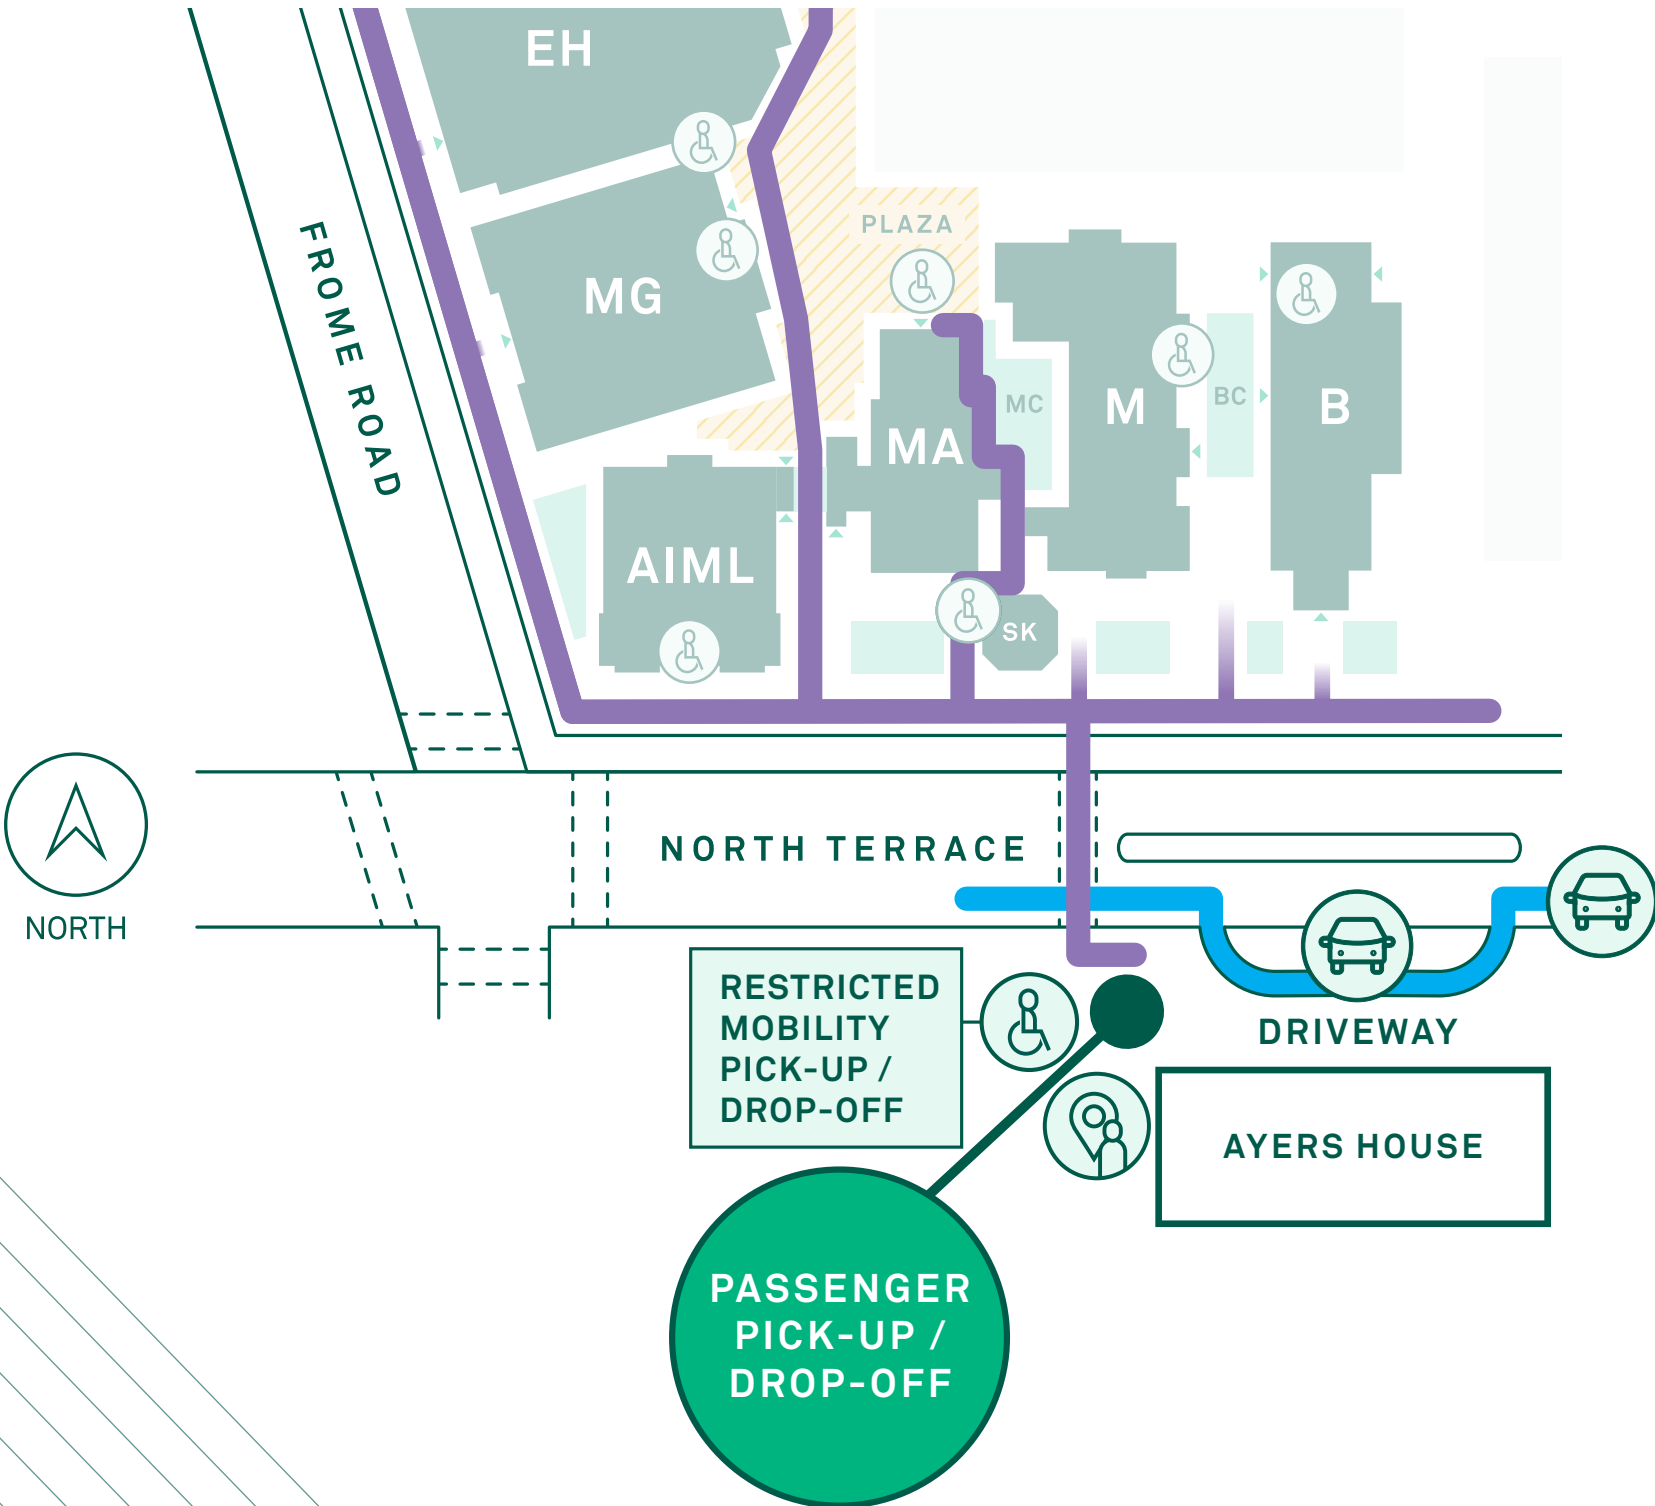 EH
PLAZA
MG
FROME ROAD
MC
BC
M
B
MA
AIML
SK
NORTH TERRACE
NORTH
RESTRICTED
MOBILITY
PICK-UP /
DROP-OFF
DRIVEWAY
AYERS HOUSE
PASSENGER
PICK-UP /
DROP-OFF